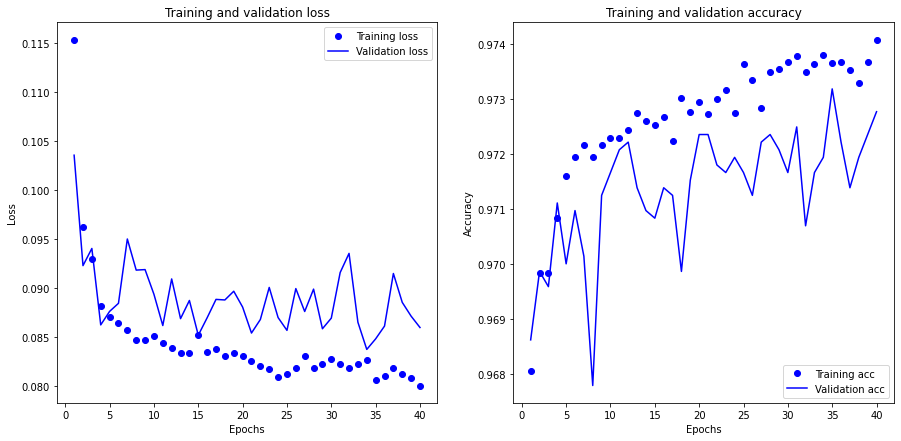 Training and validation loss
Training loss
Validation loss
0.115
0.110
0.105
0.100
0.095
0.090
0.085
0.080
Loss
0 5 10 15 20 25 30 35 40
Epochs
Training and validation accuracy
0.974
0.973
0.972
0.971
0.970
0.969
0.968
Accuracy
Training acc
Validation acc
0 5 10 15 20 25 30 35 40
Epochs